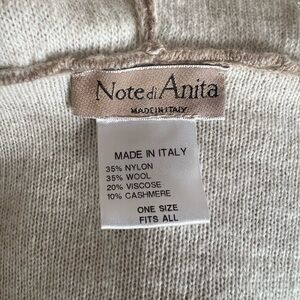 Note di Anita
MADE IN ITALY
MADE IN ITALY
35% NYLON
35% WOOL
20% VISCOSE
10% CASHMERE
ONE SIZE
FITS ALL